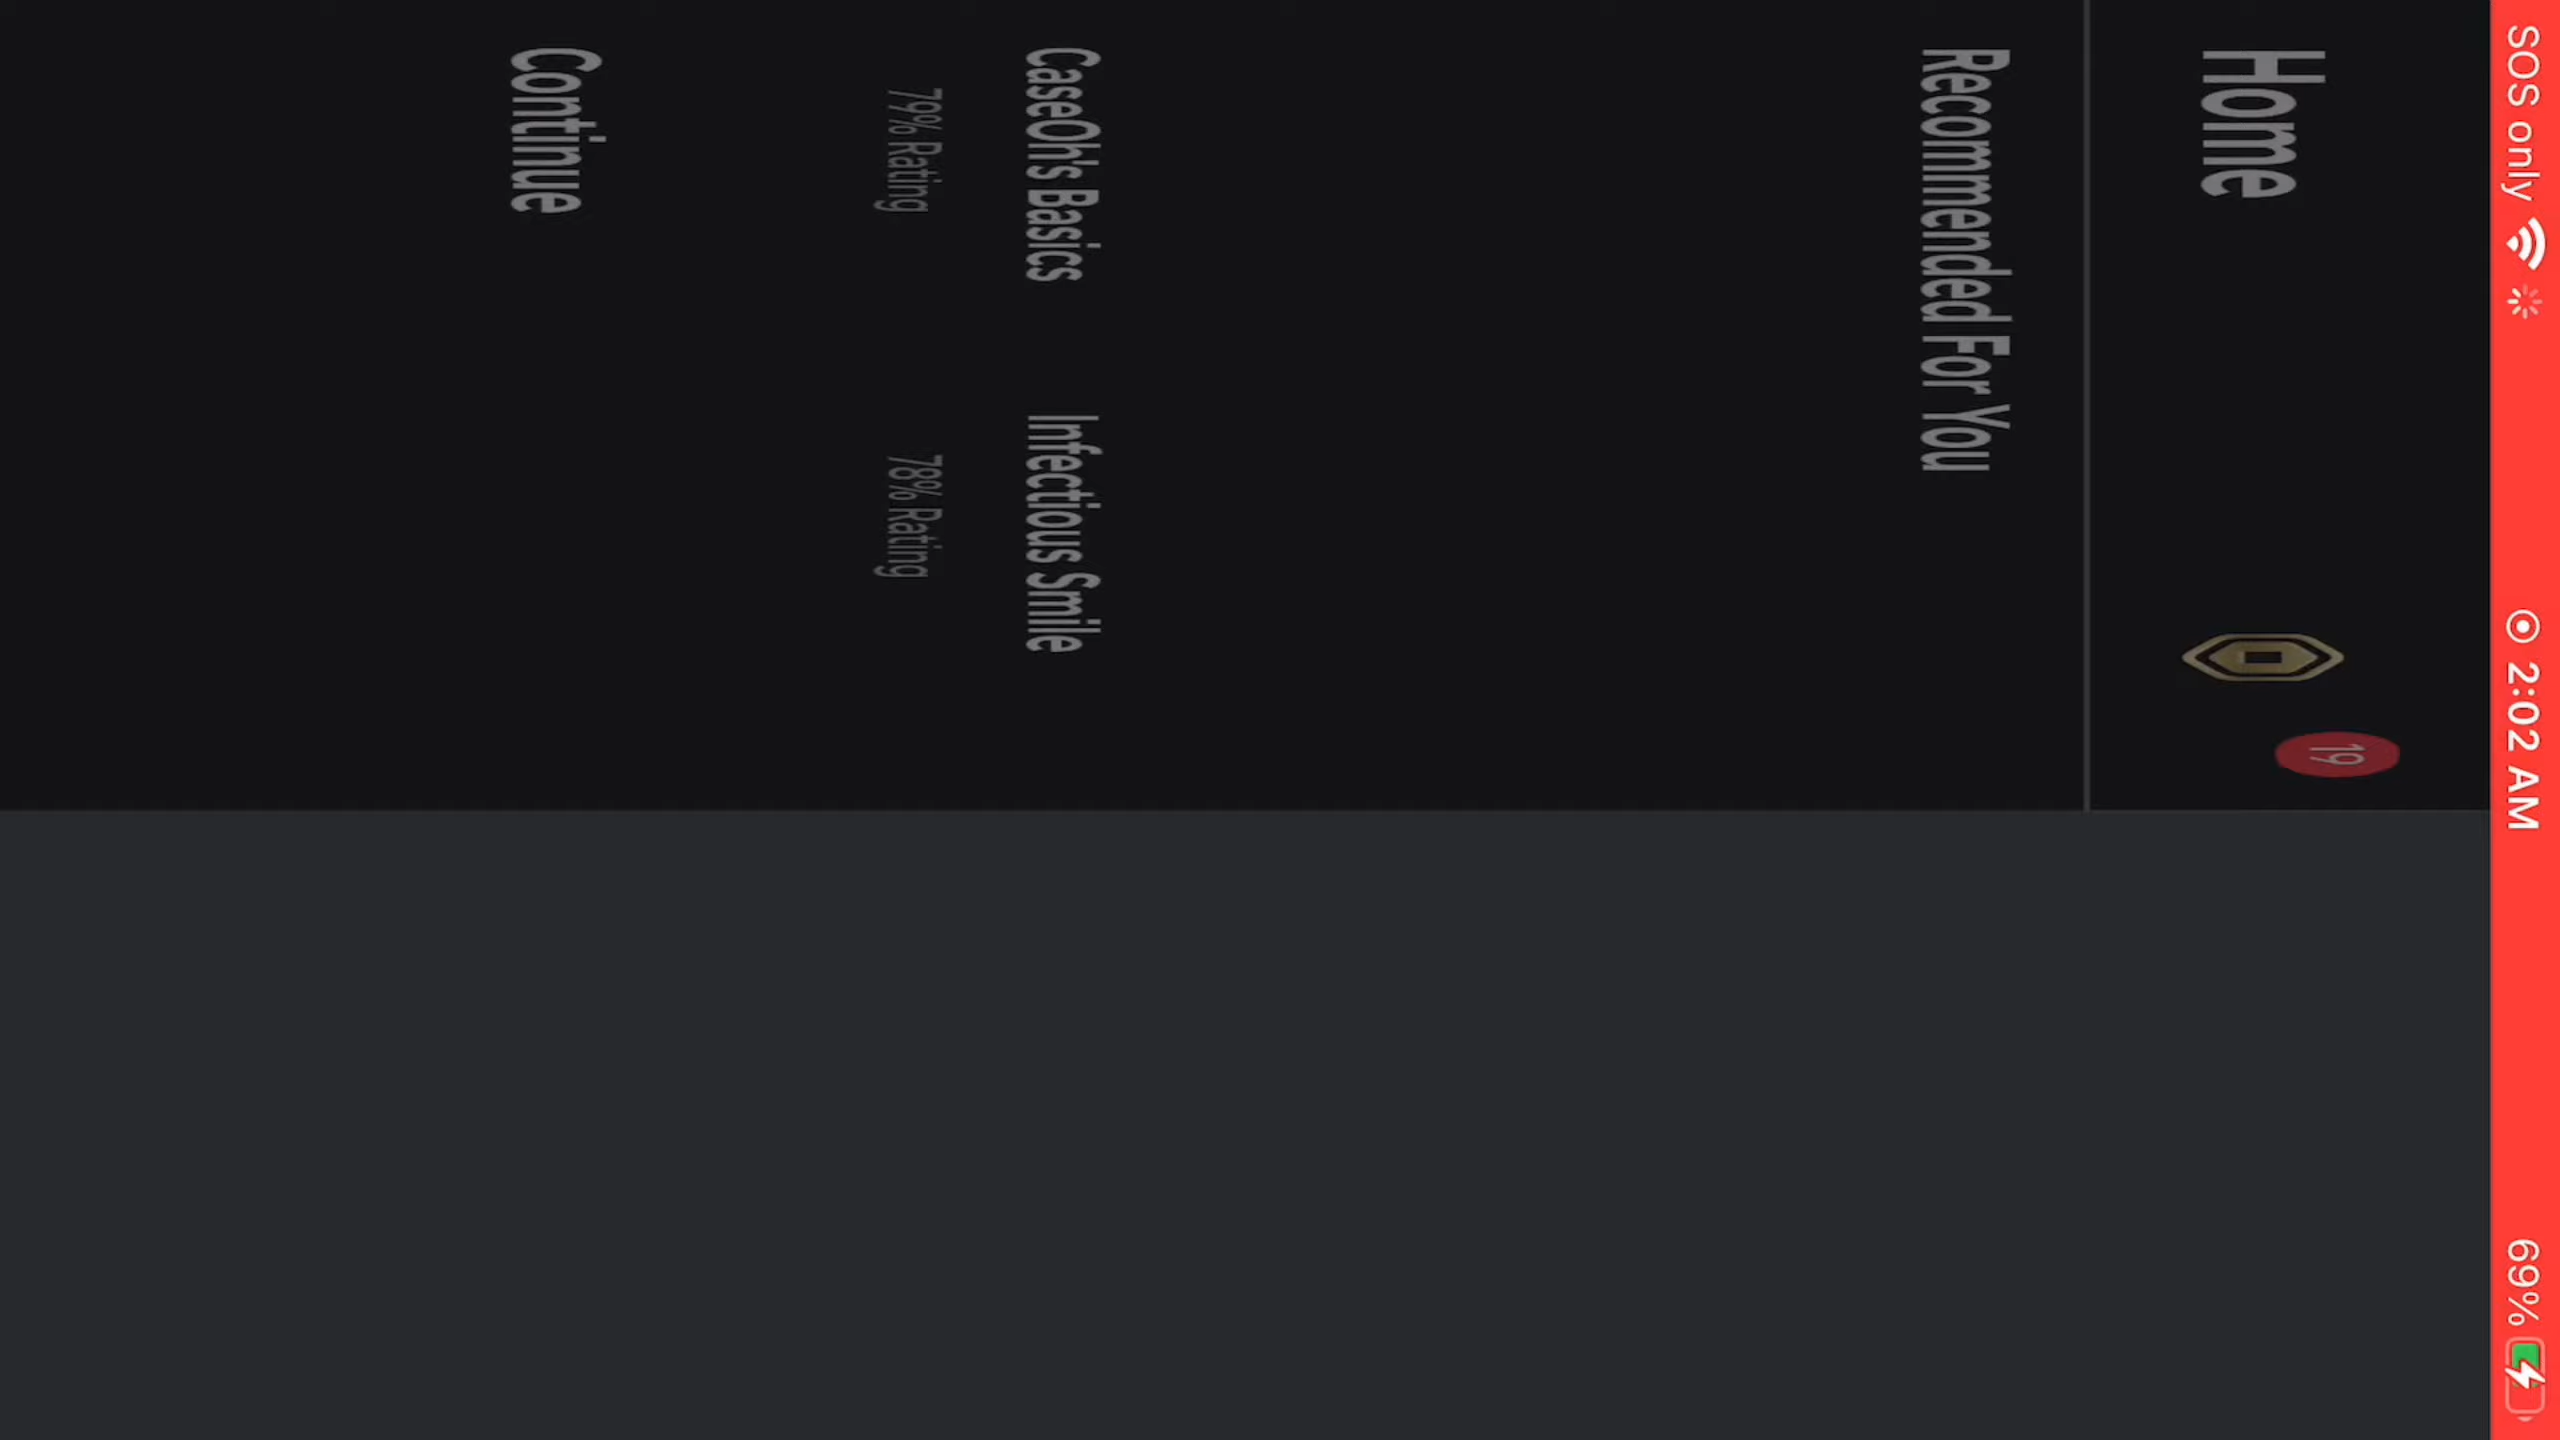 SOS only 2:02 AM 69%
Home
19
Recommended For You
CaseOh's Basics Infectious Smile
79% Rating 78% Rating
Continue